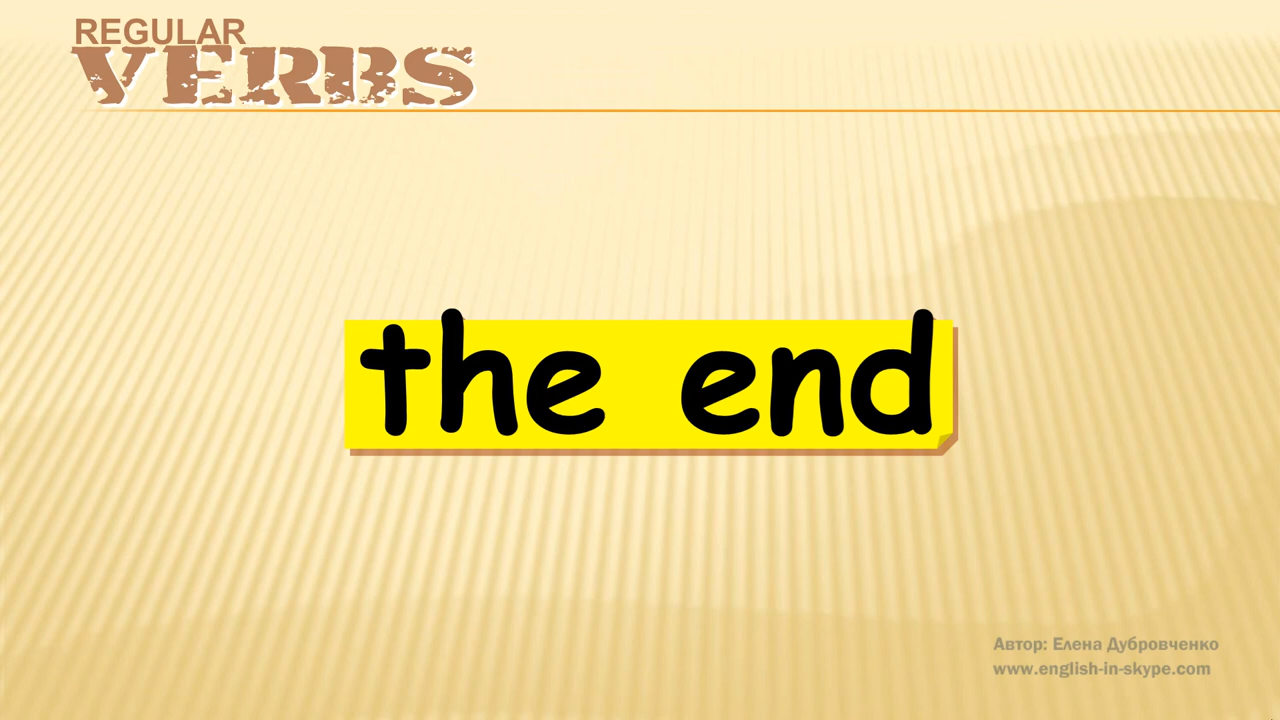 REGULAR
VERBS
the end
Автор: Елена Дубровченко
www.english-in-skype.com